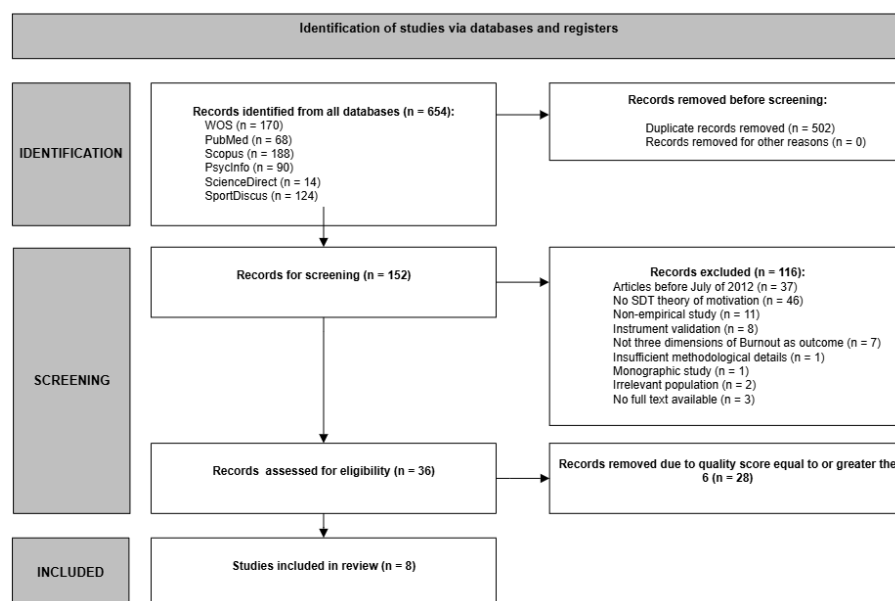 Identification of studies via databases and registers
IDENTIFICATION
Records identified from all databases (n = 654):
WOS (n = 170)
PubMed (n = 68)
Scopus (n = 188)
PsycInfo (n = 90)
ScienceDirect (n = 14)
SportDiscus (n = 124)
Records removed before screening:
Duplicate records removed (n = 502)
Records removed for other reasons (n = 0)
SCREENING
Records for screening (n = 152)
Records excluded (n = 116):
Articles before July of 2012 (n = 37)
No SDT theory of motivation (n = 46)
Non-empirical study (n = 11)
Instrument validation (n = 8)
Not three dimensions of Burnout as outcome (n = 7)
Insufficient methodological details (n = 1)
Monographic study (n = 1)
Irrelevant population (n = 2)
No full text available (n = 3)
Records assessed for eligibility (n = 36)
Records removed due to quality score equal to or greater the
6 (n = 28)
INCLUDED
Studies included in review (n = 8)